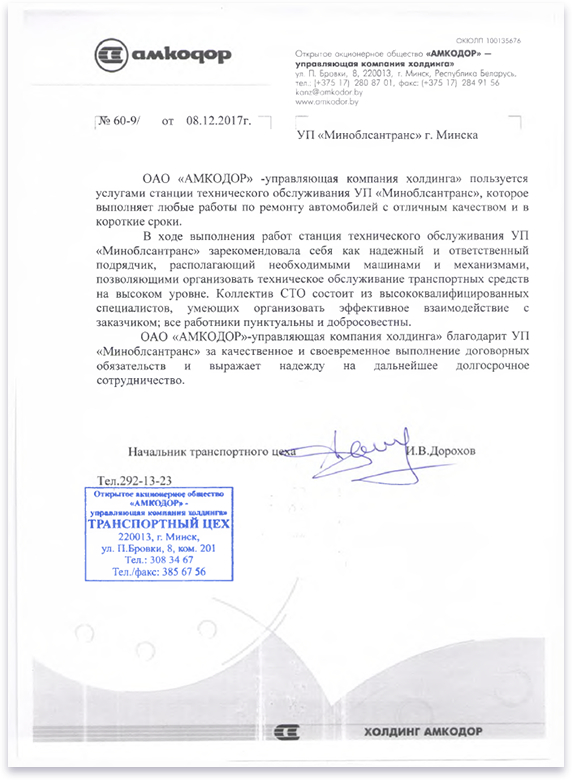 ОКЮЛП 100135676
амкодор
Открытое акционерное общество «АМКОДОР» —
управляющая компания холдинга»
ул. П. Бровки, 8, 220013, г. Минск, Республика Беларусь,
тел.: (+375 17) 280 87 01, факс: (+375 17) 284 91 56
kanz@amkodor.by
www.amkodor.by
№ 60-9/ от 08.12.2017г.
УП «Миноблсантранс» г. Минска
ОАО «АМКОДОР» -управляющая компания холдинга» пользуется
услугами станции технического обслуживания УП «Миноблсантранс», которое
выполняет любые работы по ремонту автомобилей с отличным качеством и в
короткие сроки.
В ходе выполнения работ станция технического обслуживания УП
«Миноблсантранс» зарекомендовала себя как надежный и ответственный
подрядчик, располагающий необходимыми машинами и механизмами,
позволяющими организовать техническое обслуживание транспортных средств
на высоком уровне. Коллектив СТО состоит из высококвалифицированных
специалистов, умеющих организовать эффективное взаимодействие с
заказчиком; все работники пунктуальны и добросовестны.
ОАО «АМКОДОР»-управляющая компания холдинга» благодарит УП
«Миноблсантранс» за качественное и своевременное выполнение договорных
обязательств и выражает надежду на дальнейшее долгосрочное
сотрудничество.
Начальник транспортного цеха И.В.Дорохов
Тел.292-13-23
Открытое акционерное общество
«АМКОДОР» -
управляющая компания холдинга»
ТРАНСПОРТНЫЙ ЦЕХ
220013, г. Минск,
ул. П.Бровки, 8, ком. 201
Тел.: 308 34 67
Тел./факс: 385 67 56
ХОЛДИНГ АМКОДОР